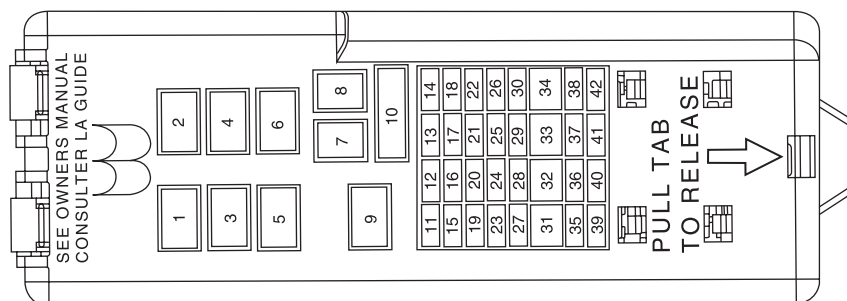 SEE OWNERS MANUAL
CONSULTER LA GUIDE
2 4 6 8 10
7
1 3 5 9
14 18 22 26 30 34 38 42
13 17 21 25 29 33 37 41
12 16 20 24 28 32 36 40
11 15 19 23 27 31 35 39
PULL TAB
TO RELEASE